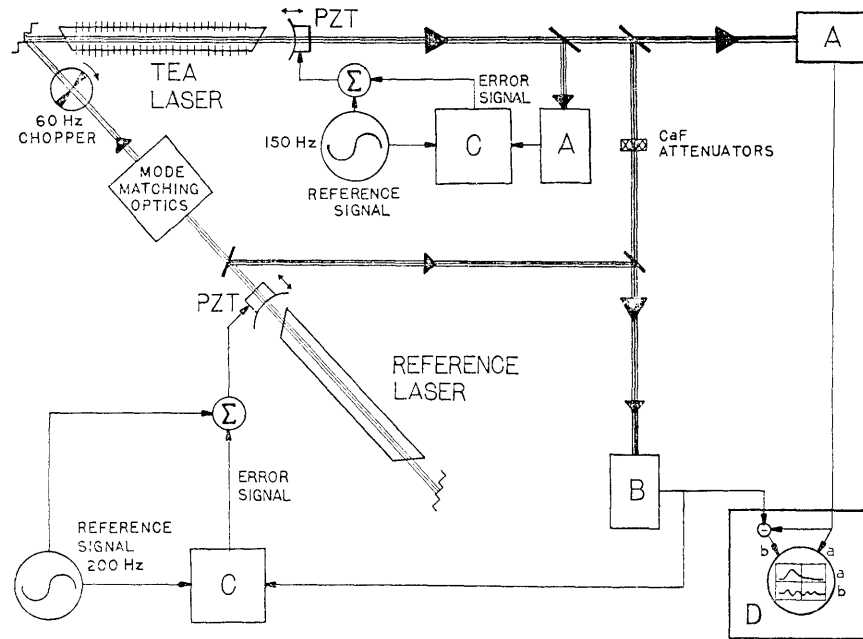 PZT
A
TEA
LASER
Σ
ERROR
SIGNAL
60 Hz
CHOPPER
150 Hz
C
A
CaF
ATTENUATORS
MODE
MATCHING
OPTICS
REFERENCE
SIGNAL
PZT
REFERENCE
LASER
Σ
ERROR
SIGNAL
B
REFERENCE
SIGNAL
200 Hz
C
−
b
a
a
b
D